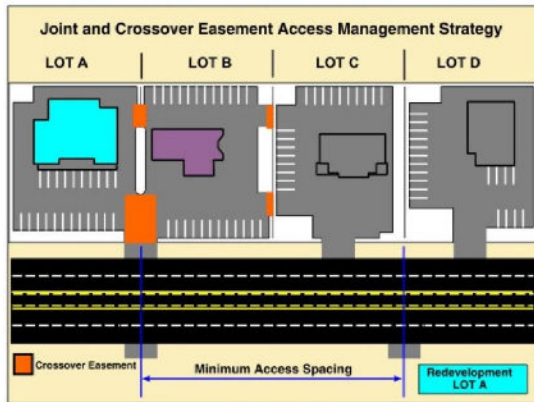 Joint and Crossover Easement Access Management Strategy
LOT A
LOT B
LOT C
LOT D
Crossover Easement
Minimum Access Spacing
Redevelopment
LOT A